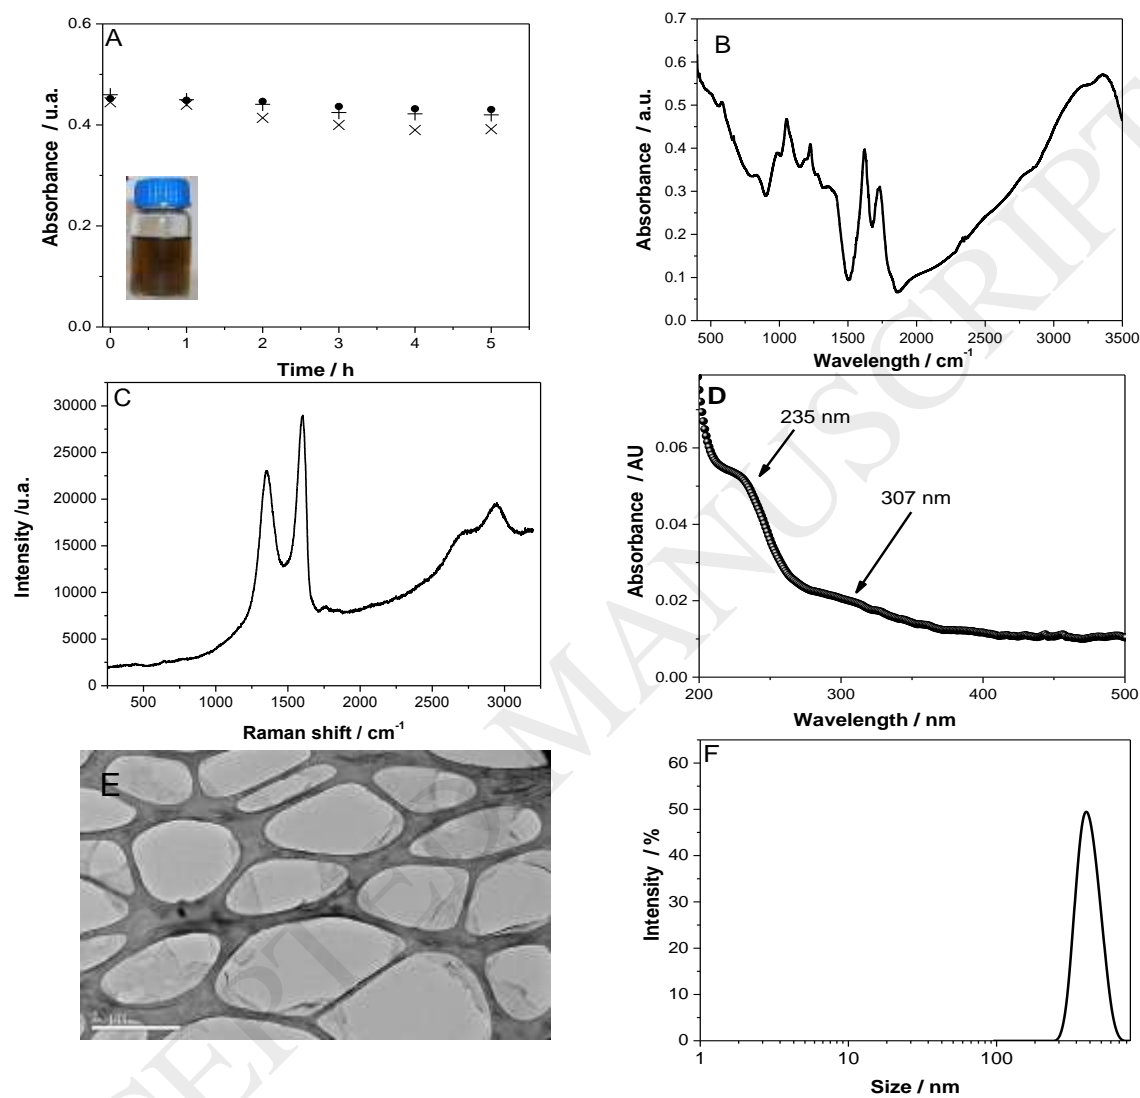 A
0.6
0.4
0.2
0.0
Absorbance / u.a.
0 1 2 3 4 5
Time / h
B
0.7
0.6
0.5
0.4
0.3
0.2
0.1
0.0
Absorbance / a.u.
500 1000 1500 2000 2500 3000 3500
Wavelength / cm-1
C
30000
25000
20000
15000
10000
5000
0
Intensity /u.a.
500 1000 1500 2000 2500 3000
Raman shift / cm-1
D
235 nm
307 nm
0.06
0.04
0.02
0.00
Absorbance / AU
200 300 400 500
Wavelength / nm
E
F
60
50
40
30
20
10
0
Intensity / %
1 10 100
Size / nm
CEPTED MANUSCRIPT